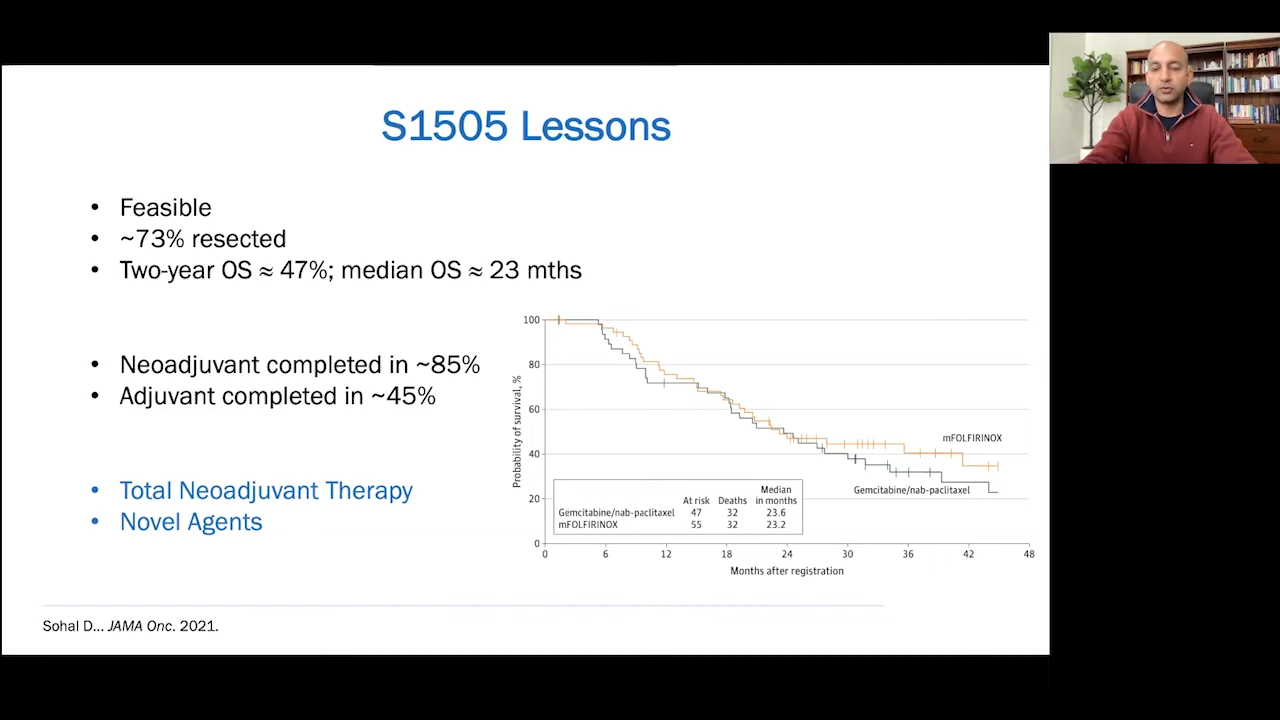 S1505 Lessons
• Feasible
• ~73% resected
• Two-year OS ≈ 47%; median OS ≈ 23 mths
• Neoadjuvant completed in ~85%
• Adjuvant completed in ~45%
• Total Neoadjuvant Therapy
• Novel Agents
Probability of survival, %
100
80
60
40
20
0
mFOLFIRINOX
Gemcitabine/nab-paclitaxel
At risk Deaths Median in months
Gemcitabine/nab-paclitaxel 47 32 23.6
mFOLFIRINOX 55 32 23.2
0 6 12 18 24 30 36 42 48
Months after registration
Sohal D... JAMA Onc. 2021.